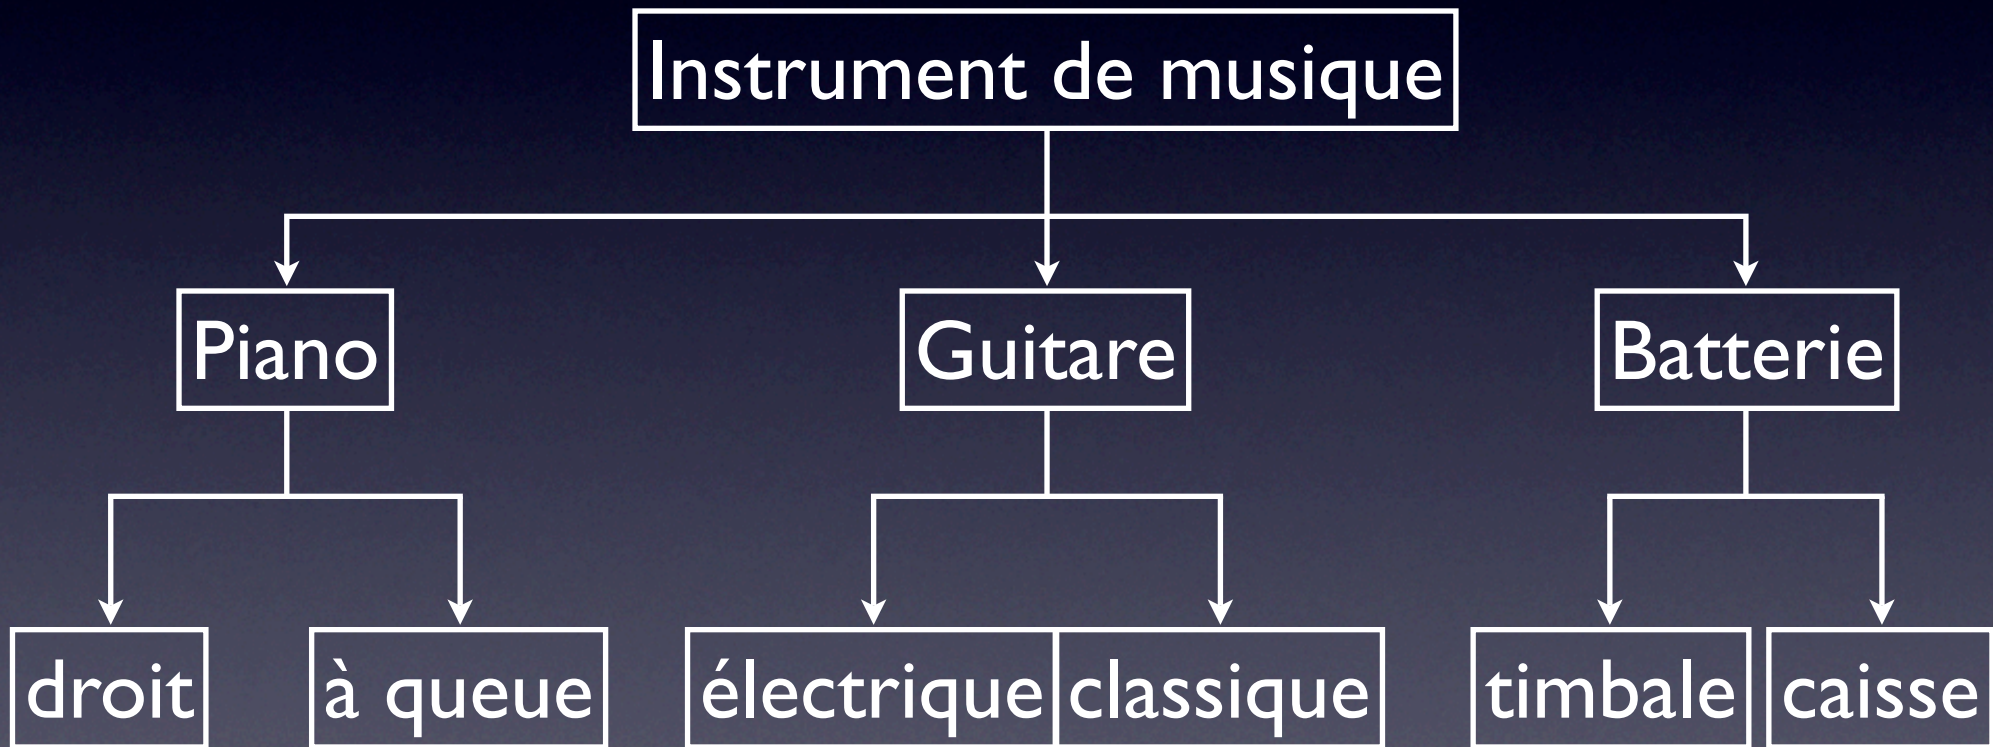 Instrument de musique
Piano
Guitare
Batterie
droit
à queue
électrique
classique
timbale
caisse